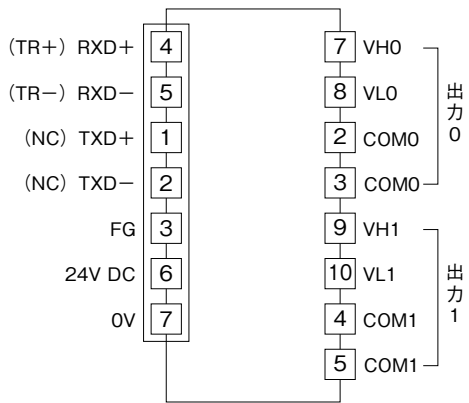 (TR+) RXD+ 4 7 VH0
(TR−) RXD− 5 8 VL0
(NC) TXD+ 1 2 COM0
(NC) TXD− 2 3 COM0
出力0
FG 3 9 VH1
24V DC 6 10 VL1
0V 7 4 COM1
5 COM1
出力1